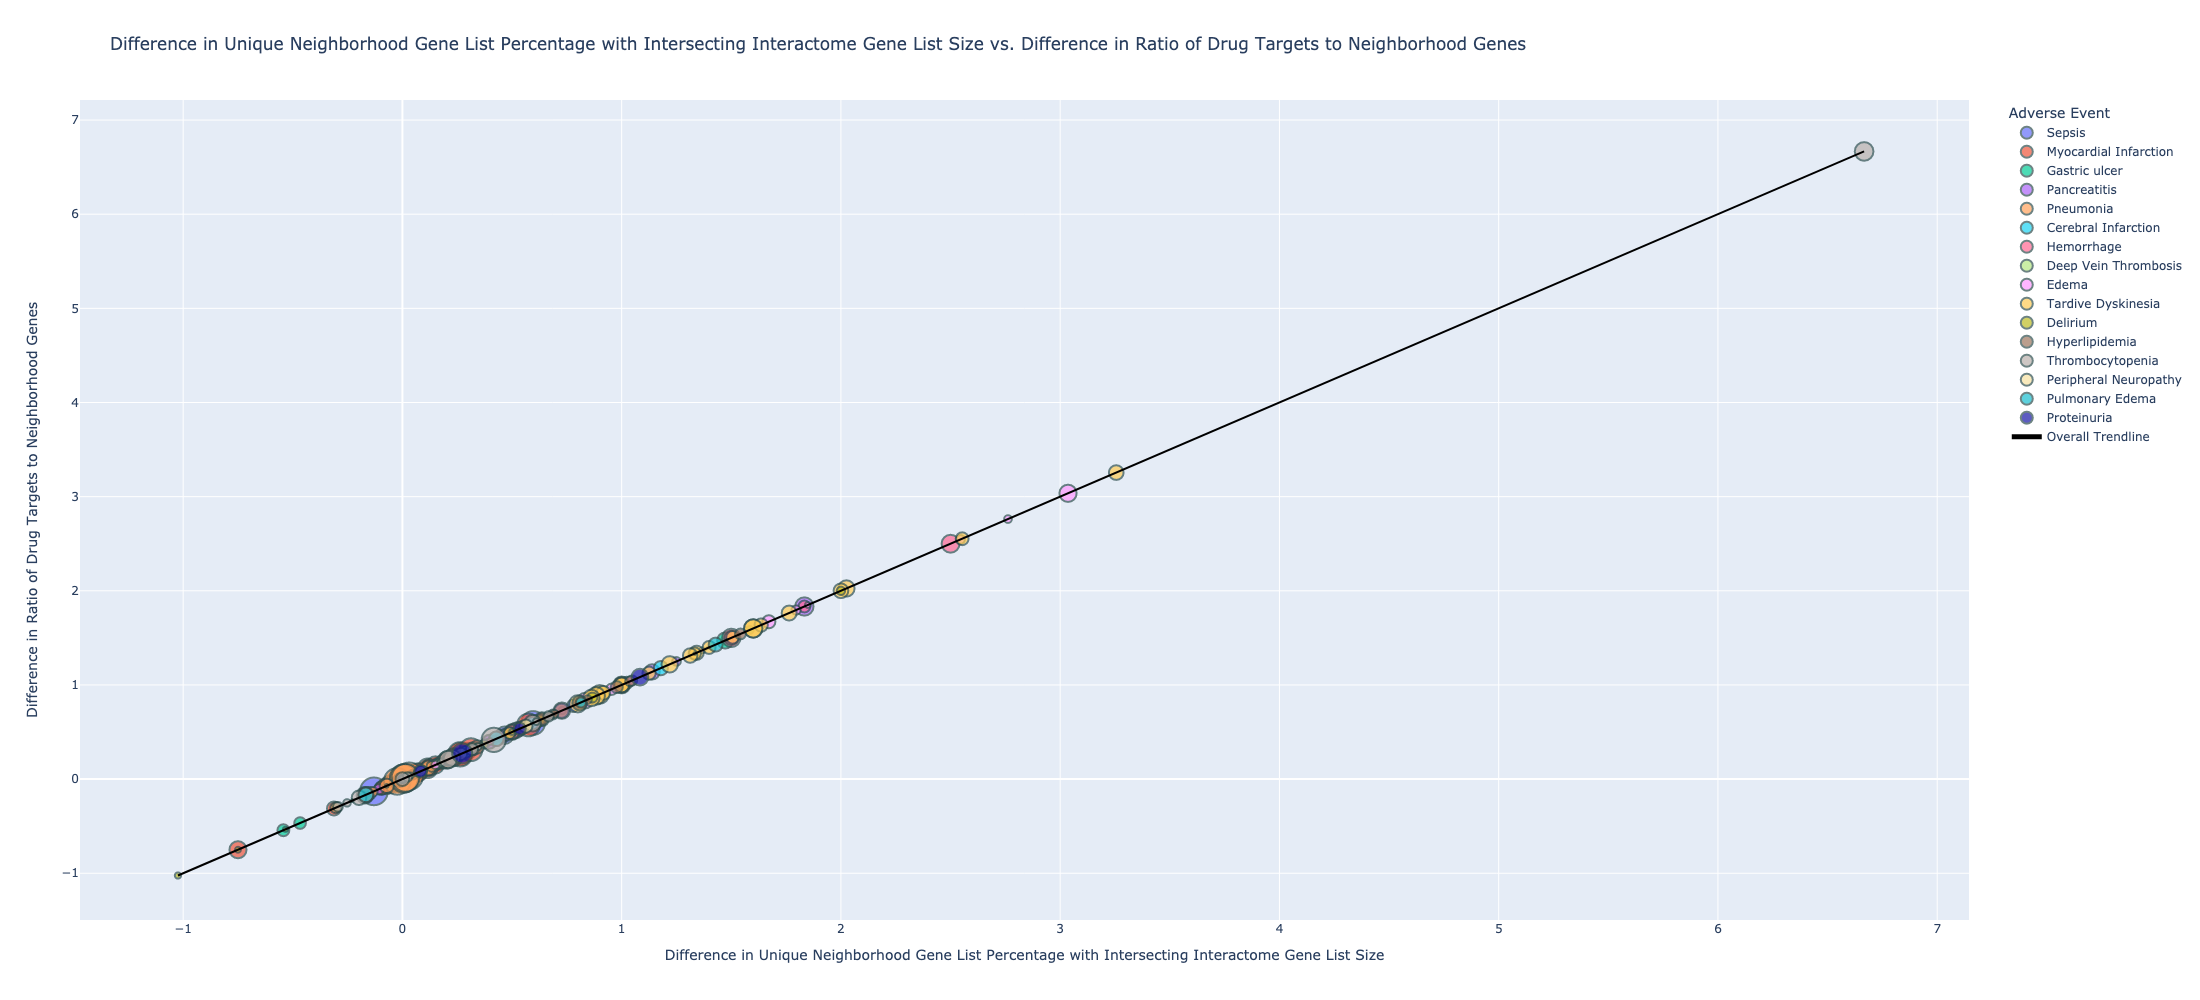 Difference in Unique Neighborhood Gene List Percentage with Intersecting Interactome Gene List Size vs. Difference in Ratio of Drug Targets to Neighborhood Genes
Difference in Ratio of Drug Targets to Neighborhood Genes
7
6
5
4
3
2
1
0
−1
−1
0
1
2
3
4
5
6
7
Difference in Unique Neighborhood Gene List Percentage with Intersecting Interactome Gene List Size
Adverse Event
Sepsis
Myocardial Infarction
Gastric ulcer
Pancreatitis
Pneumonia
Cerebral Infarction
Hemorrhage
Deep Vein Thrombosis
Edema
Tardive Dyskinesia
Delirium
Hyperlipidemia
Thrombocytopenia
Peripheral Neuropathy
Pulmonary Edema
Proteinuria
Overall Trendline